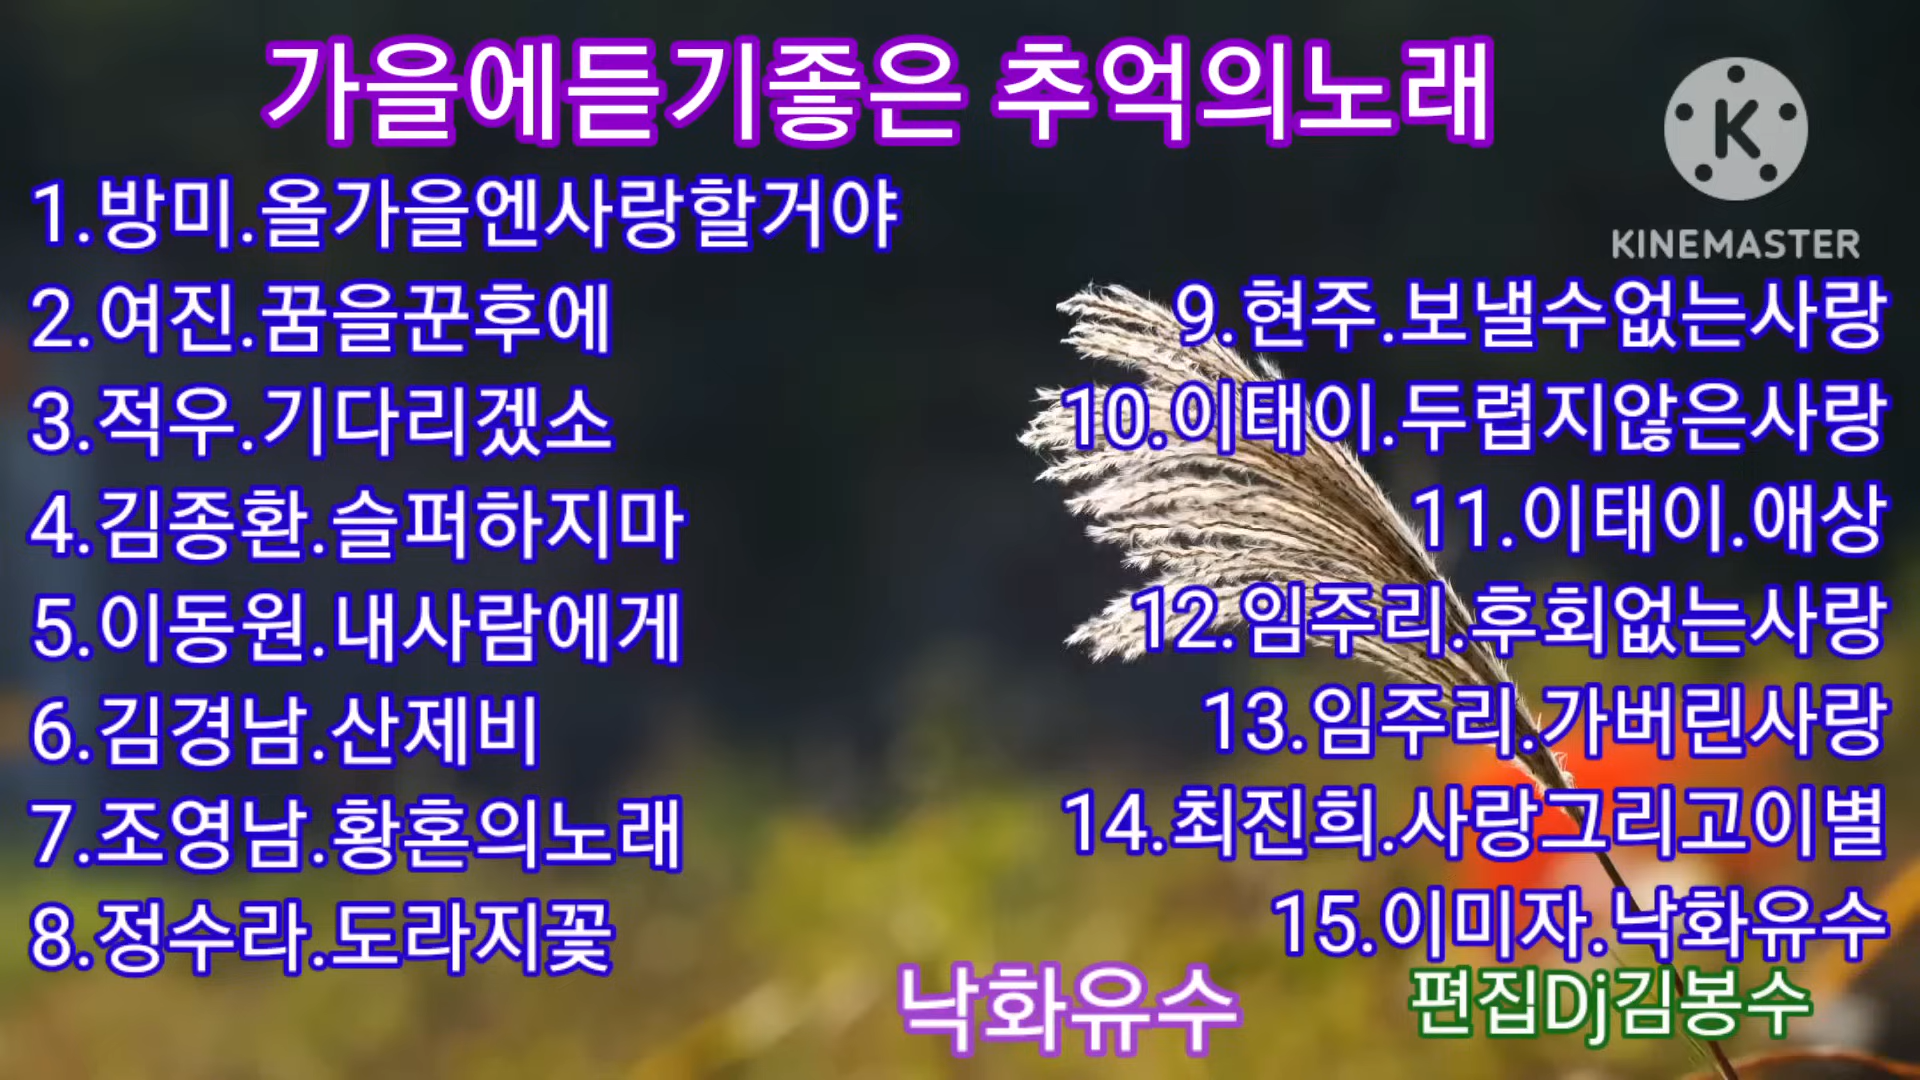 가을에듣기좋은 추억의노래
KINEMASTER
1.방미.올가을엔사랑할거야
2.여진.꿈을꾼후에
3.적우.기다리겠소
4.김종환.슬퍼하지마
5.이동원.내사람에게
6.김경남.산제비
7.조영남.황혼의노래
8.정수라.도라지꽃
9.현주.보낼수없는사랑
10.이태이.두렵지않은사랑
11.이태이.애상
12.임주리.후회없는사랑
13.임주리.가버린사랑
14.최진희.사랑그리고이별
15.이미자.낙화유수
낙화유수
편집Dj김봉수